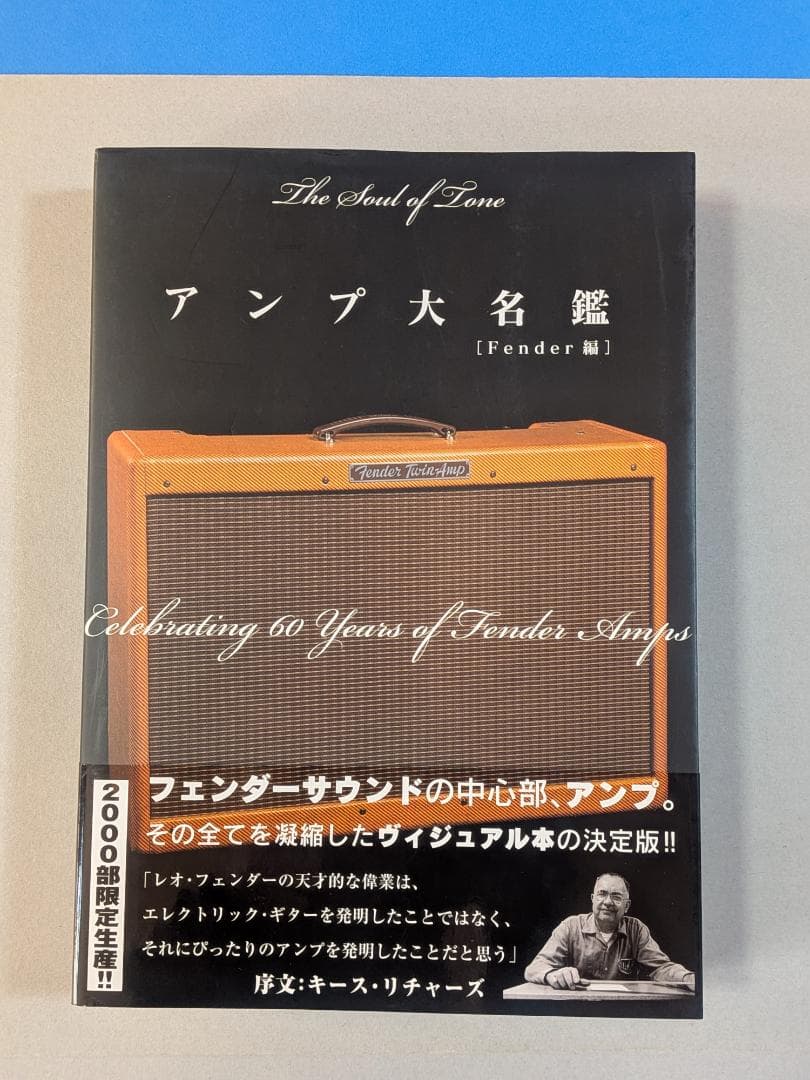 The Soul of Tone
アンプ大名鑑
[Fender 編]
Fender Twin-Amp
Celebrating 60 Years of Fender Amps
フェンダーサウンドの中心部、アンプ。
その全てを凝縮したヴィジュアル本の決定版!!
2000部限定生産!!
「レオ・フェンダーの天才的な偉業は、
エレクトリック・ギターを発明したことではなく、
それにぴったりのアンプを発明したことだと思う」
序文:キース・リチャーズ